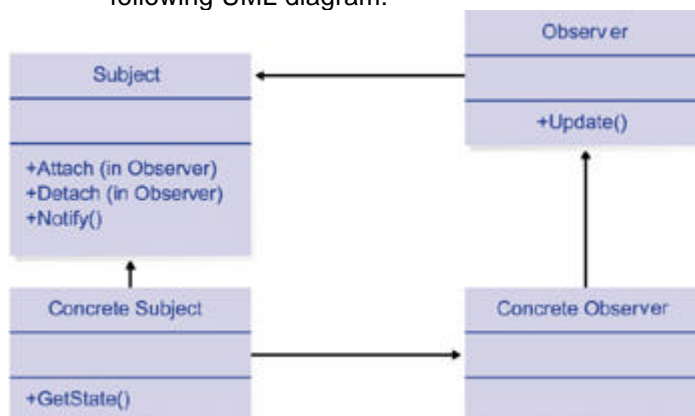 following UML diagram:
Subject
+Attach (in Observer)
+Detach (in Observer)
+Notify()
Observer
+Update()
Concrete Subject
+GetState()
Concrete Observer